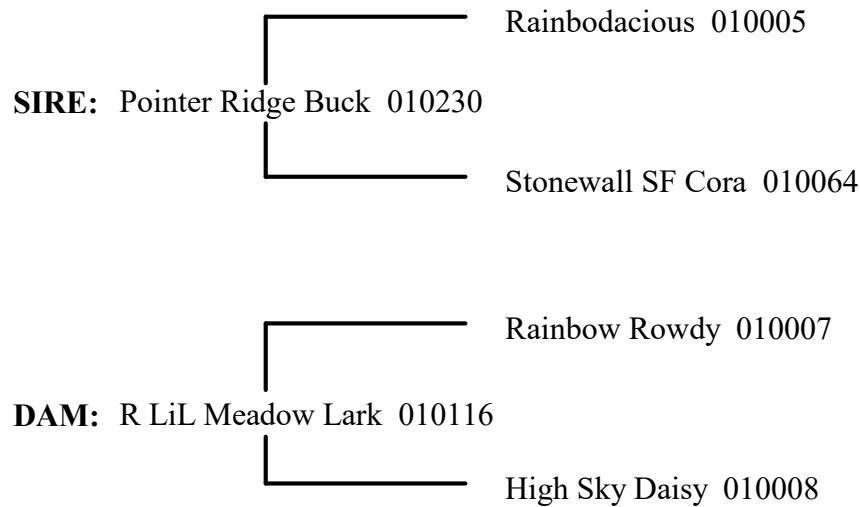 Rainbodacious 010005
SIRE: Pointer Ridge Buck 010230
Stonewall SF Cora 010064
Rainbow Rowdy 010007
DAM: R LiL Meadow Lark 010116
High Sky Daisy 010008